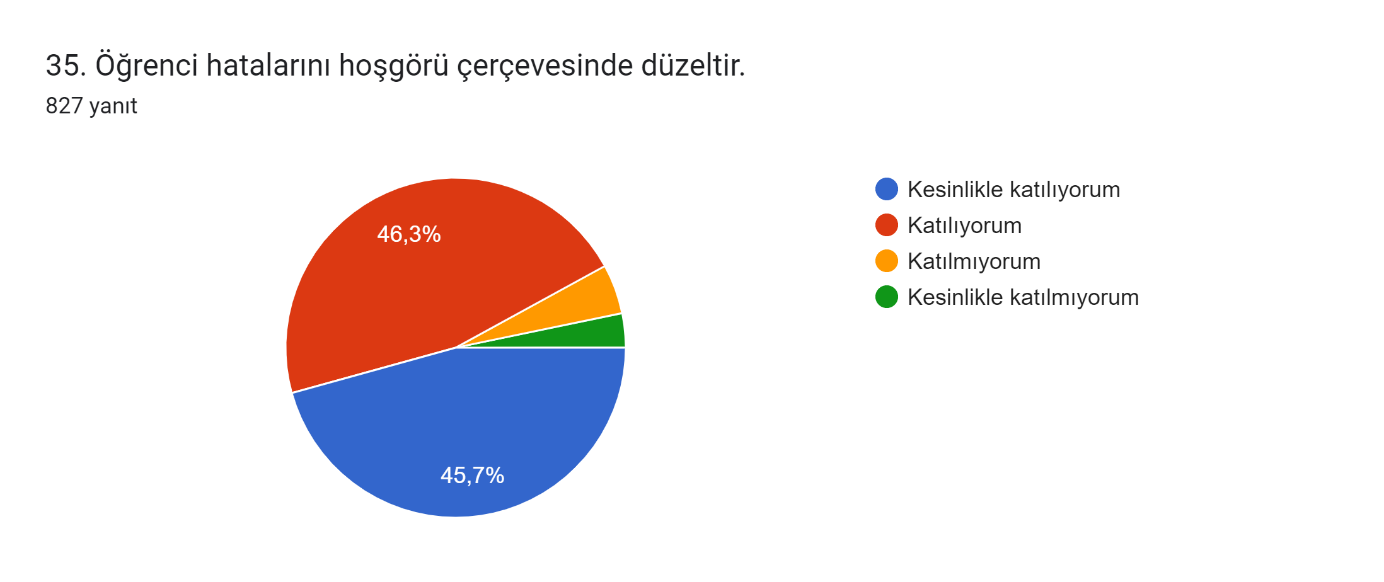 35. Öğrenci hatalarını hoşgörü çerçevesinde düzeltir.
827 yanıt
46,3%
45,7%
Kesinlikle katılıyorum
Katılıyorum
Katılmıyorum
Kesinlikle katılmıyorum